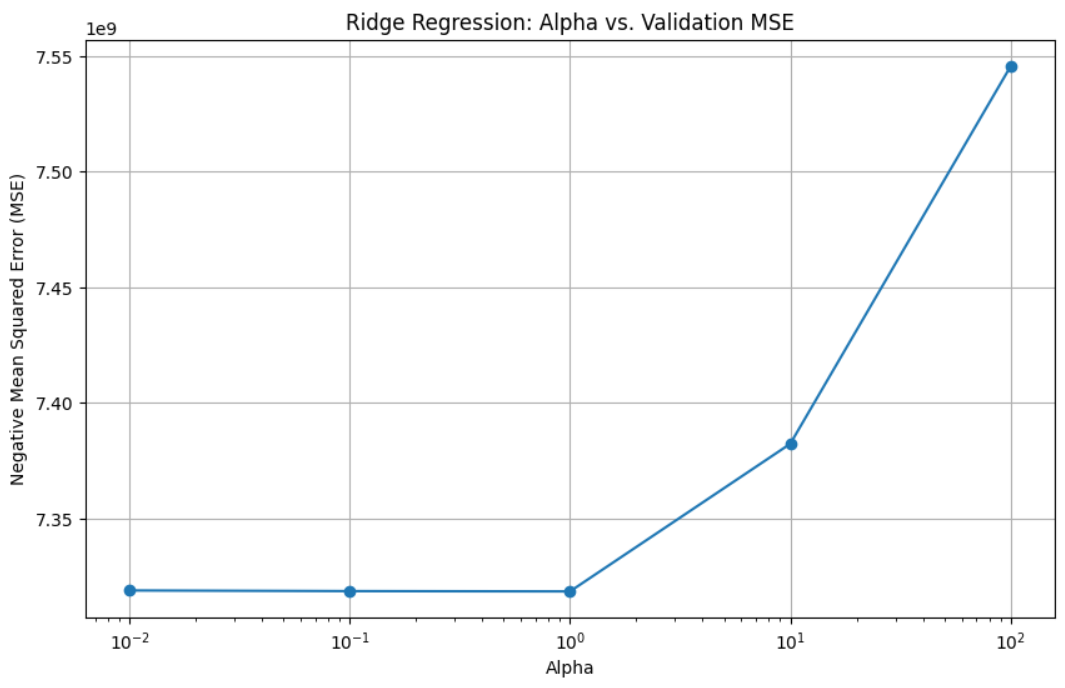 Ridge Regression: Alpha vs. Validation MSE
1e9
7.55
7.50
7.45
7.40
7.35
Negative Mean Squared Error (MSE)
10⁻²
10⁻¹
10⁰
10¹
10²
Alpha